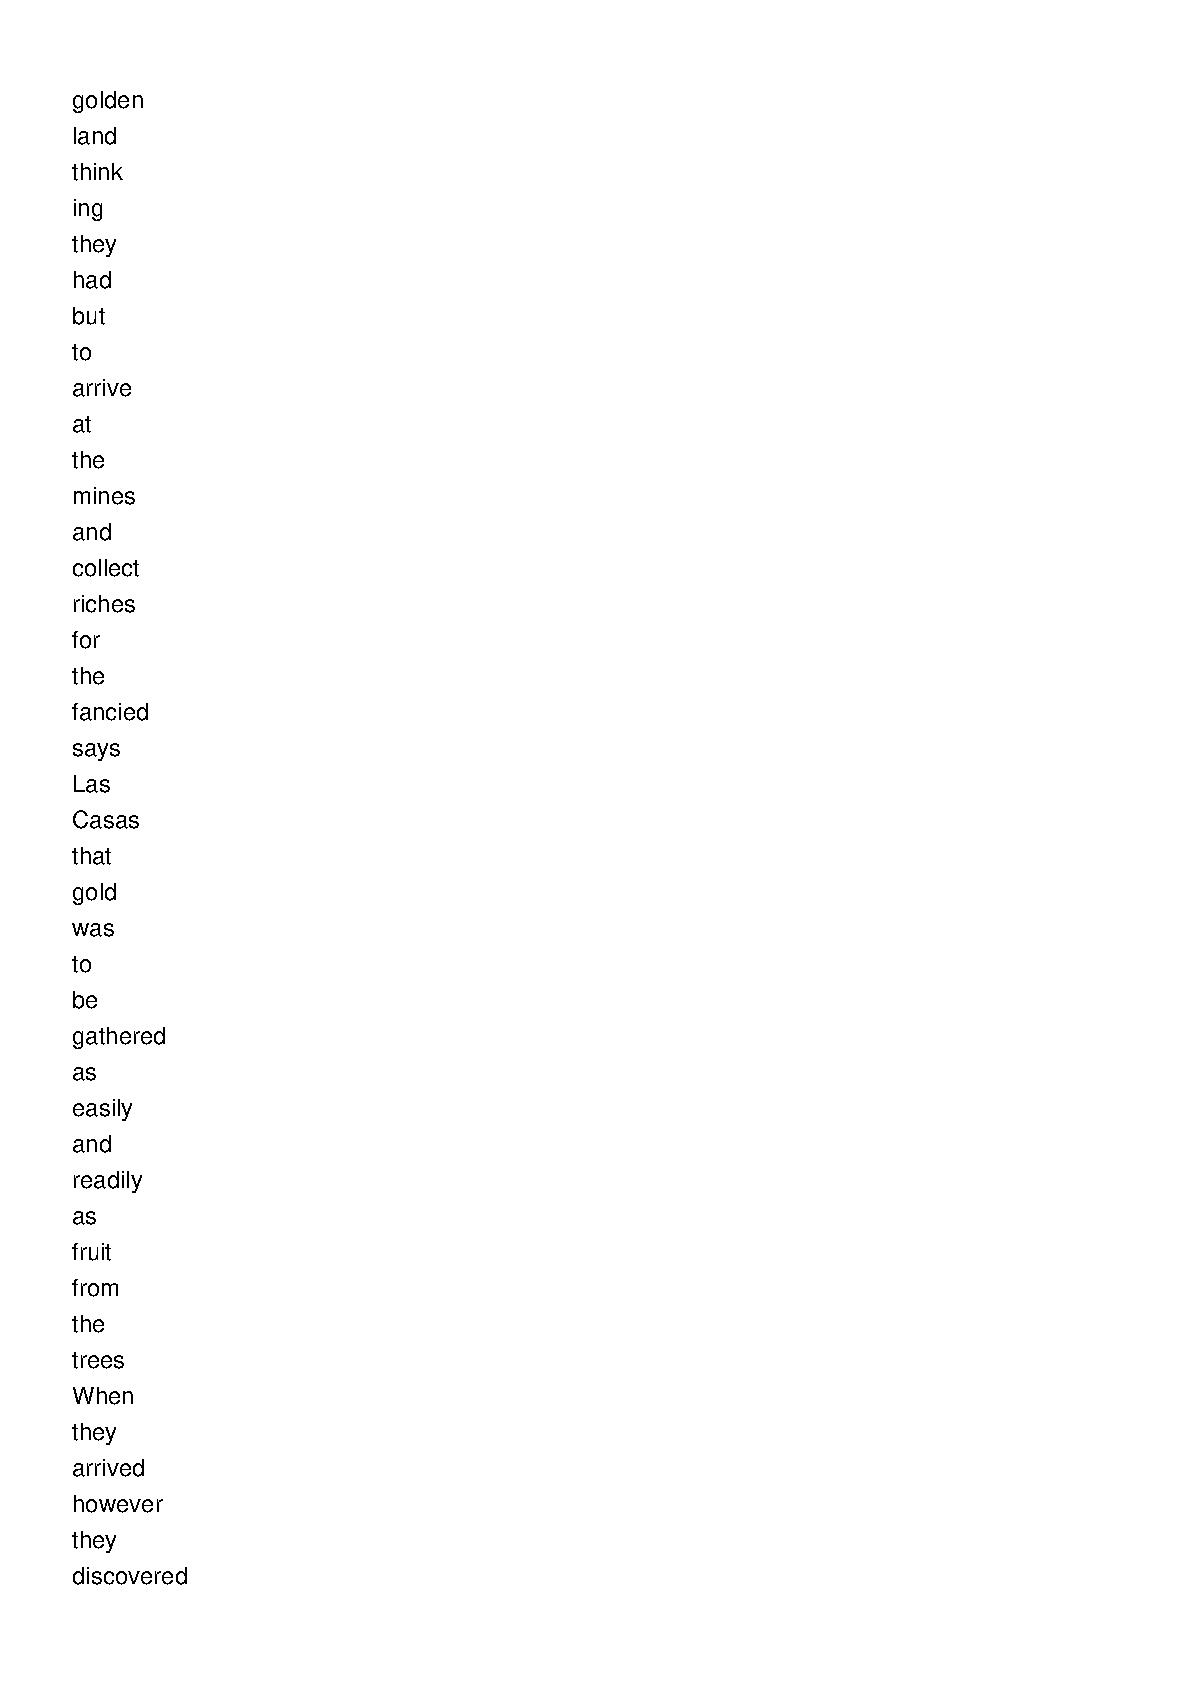 golden
land
think
ing
they
had
but
to
arrive
at
the
mines
and
collect
riches
for
the
fancied
says
Las
Casas
that
gold
was
to
be
gathered
as
easily
and
readily
as
fruit
from
the
trees
When
they
arrived
however
they
discovered